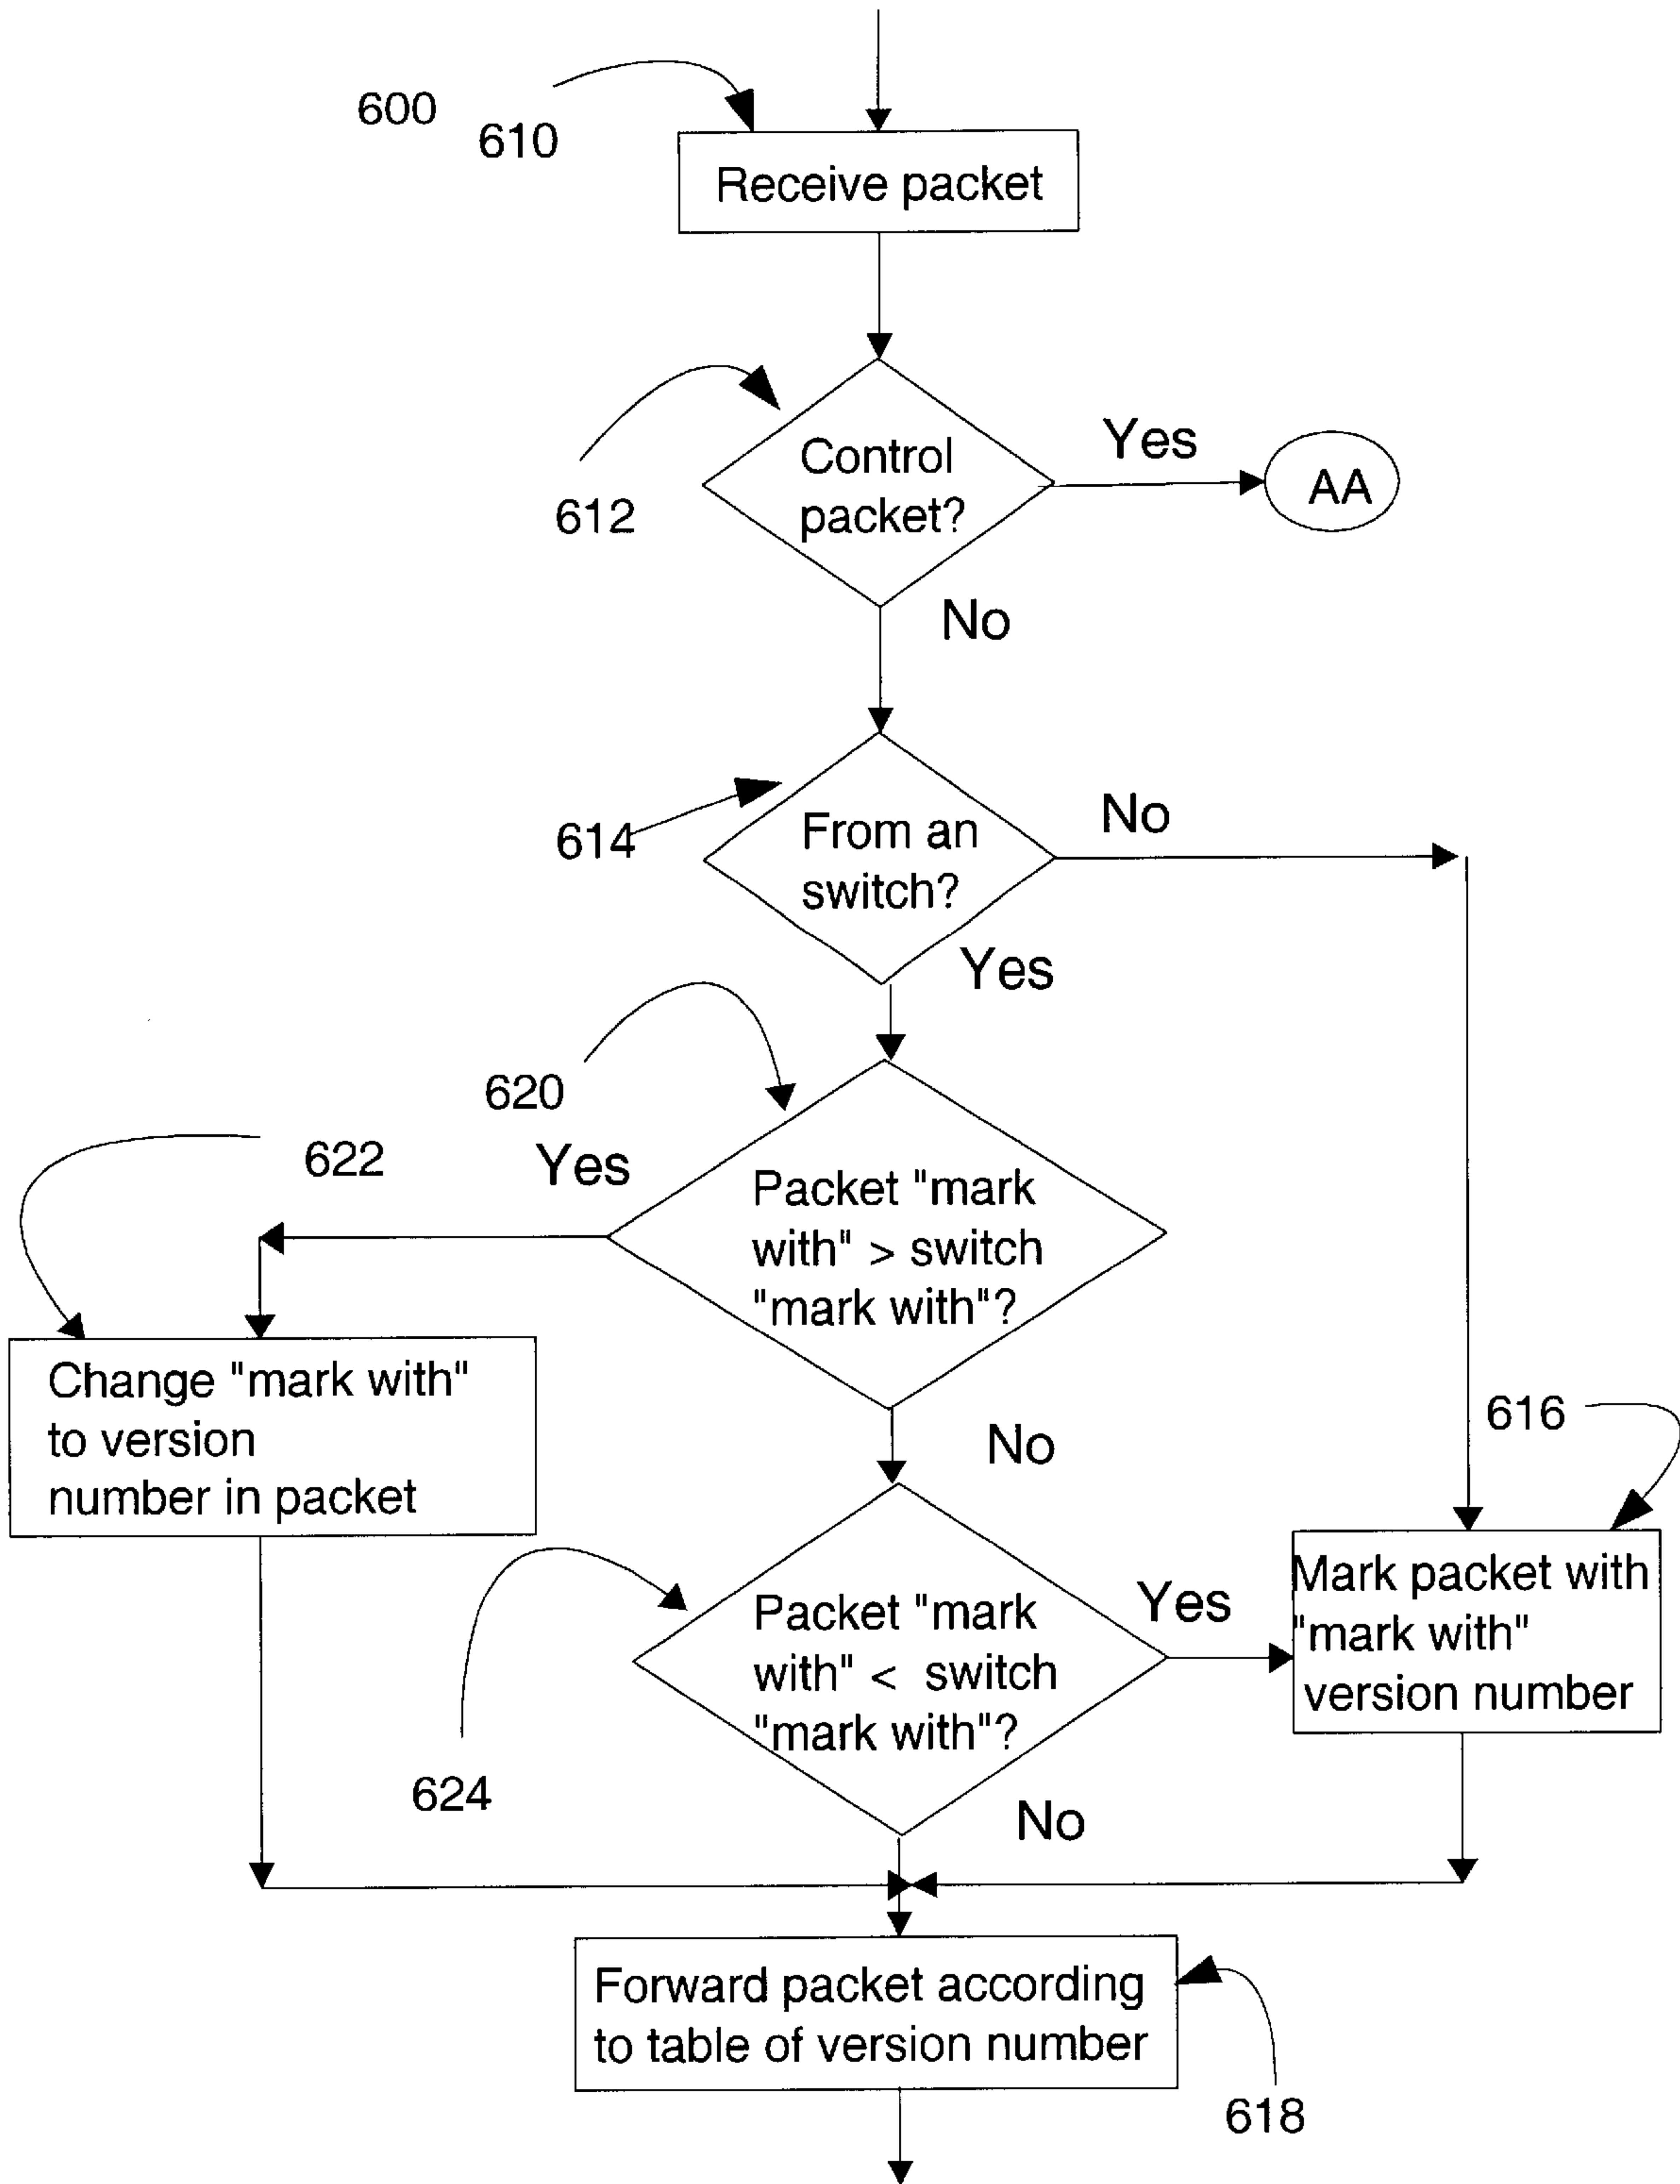 600
610
Receive packet
Control
packet?
Yes
AA
612
No
614
From an
switch?
No
Yes
620
622
Yes
Packet "mark
with" > switch
"mark with"?
Change "mark with"
to version
number in packet
No
616
Mark packet with
"mark with"
version number
Packet "mark
with" < switch
"mark with"?
Yes
624
No
Forward packet according
to table of version number
618